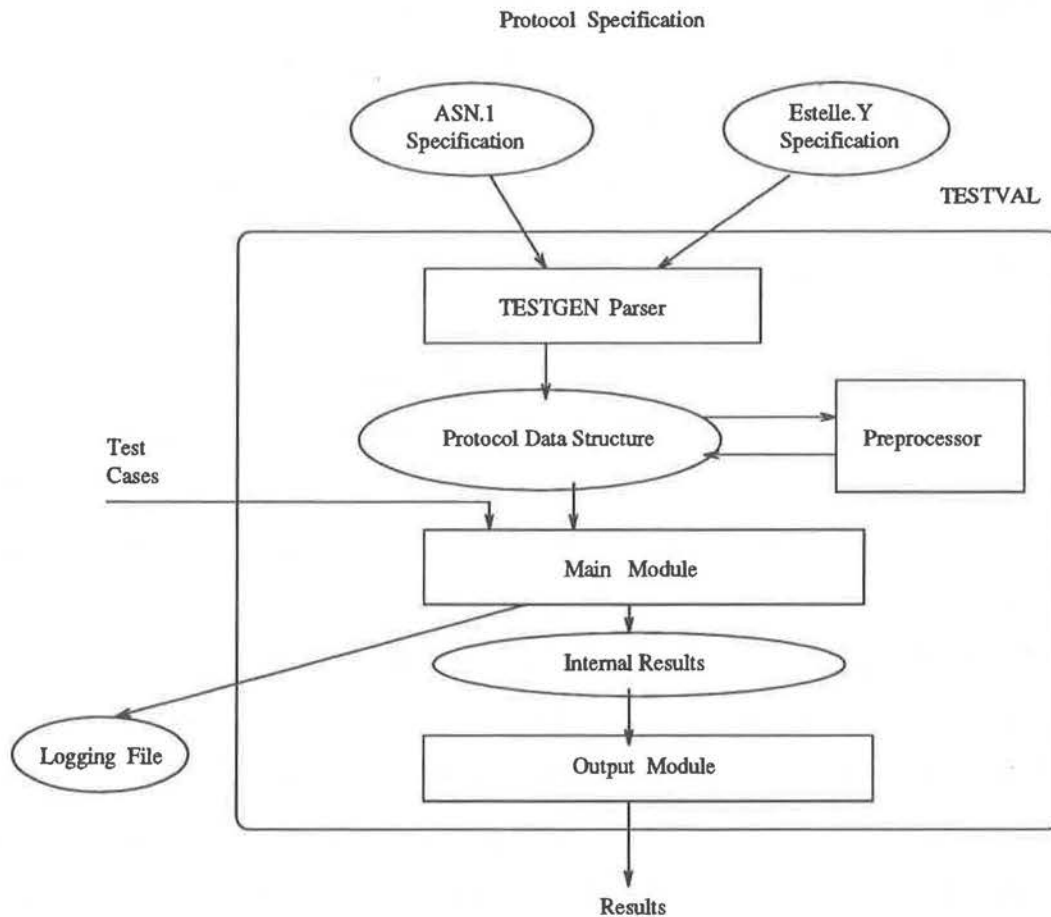 Protocol Specification
ASN.1
Specification
Estelle.Y
Specification
TESTVAL
TESTGEN Parser
Protocol Data Structure
Preprocessor
Test
Cases
Main Module
Internal Results
Logging File
Output Module
Results